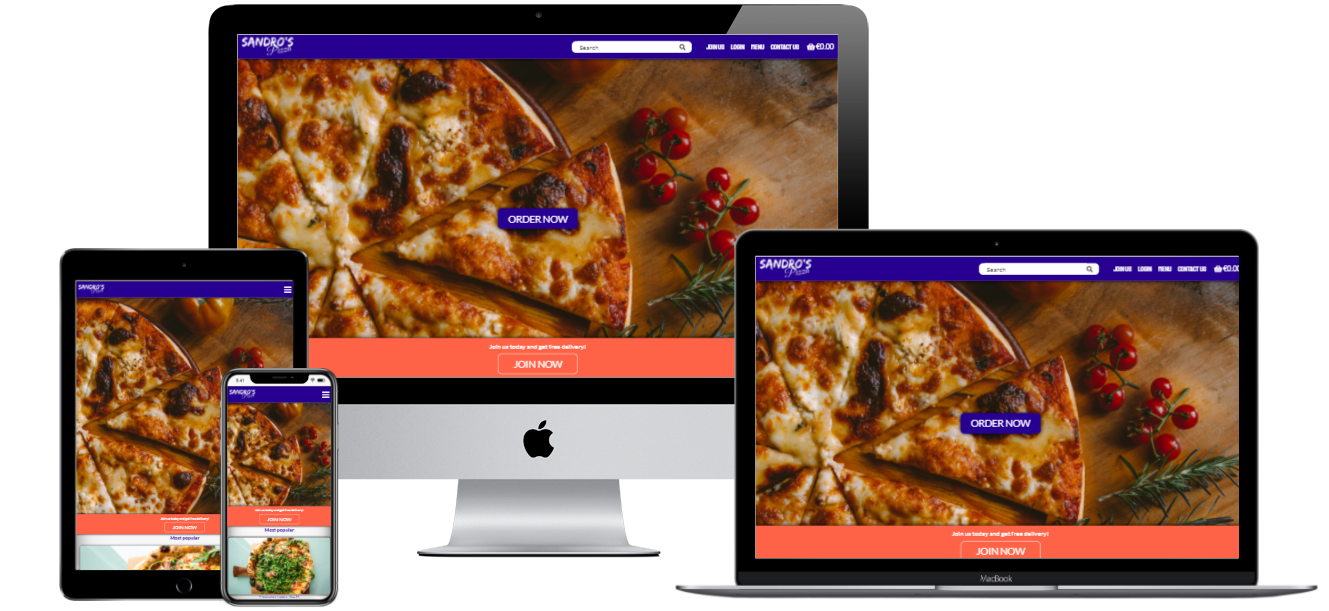 SANDRO'S
Pizza
Search
JOIN US LOGIN MENU CONTACT US €0.00
ORDER NOW
Join us today and get free delivery!
JOIN NOW
SANDRO'S
Pizza
Search
JOIN US LOGIN MENU CONTACT US €0.00
ORDER NOW
Join us today and get free delivery!
JOIN NOW
MacBook
SANDRO'S
Pizza
Join us today and get free delivery!
JOIN NOW
Most popular
9:41
SANDRO'S
Pizza
Join us today and get free delivery!
JOIN NOW
Most popular